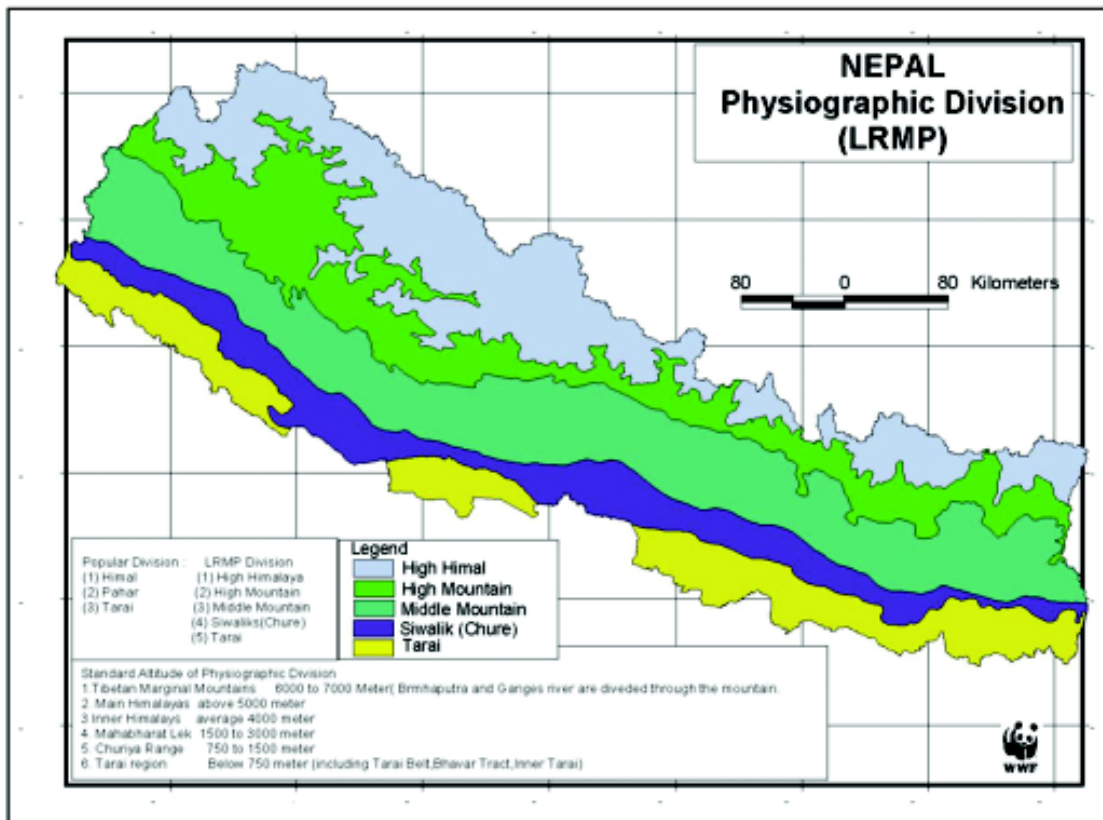 NEPAL
Physiographic Division
(LRMP)
80 0 80 Kilometers
Popular Division : LRMP Division
(1) Himal (1) High Himalaya
(2) Pahar (2) High Mountain
(3) Tarai (3) Middle Mountain
(4) Siwaliks(Chure)
(5) Tarai
Legend
High Himal
High Mountain
Middle Mountain
Siwalik (Chure)
Tarai
Standard Altitude of Physiographic Division
1.Tibetan Marginal Mountains 6000 to 7000 Meter( Brmhaputra and Ganges river are diveded through the mountain.
2. Main Himalayas above 5000 meter
3 Inner Himalays average 4000 meter
4. Mahabharat Lek 1500 to 3000 meter
5. Churiya Range 750 to 1500 meter
6. Tarai region Below 750 meter (including Tarai Belt,Bhavar Tract,Inner Tarai)
WWF